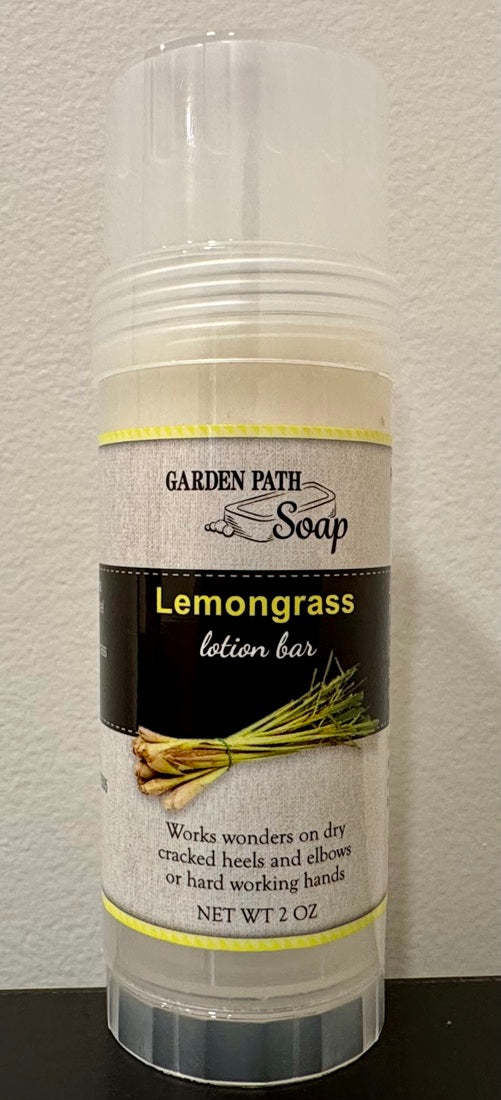 GARDEN PATH
Soap
Lemongrass
lotion bar
Works wonders on dry
cracked heels and elbows
or hard working hands
NET WT 2 OZ